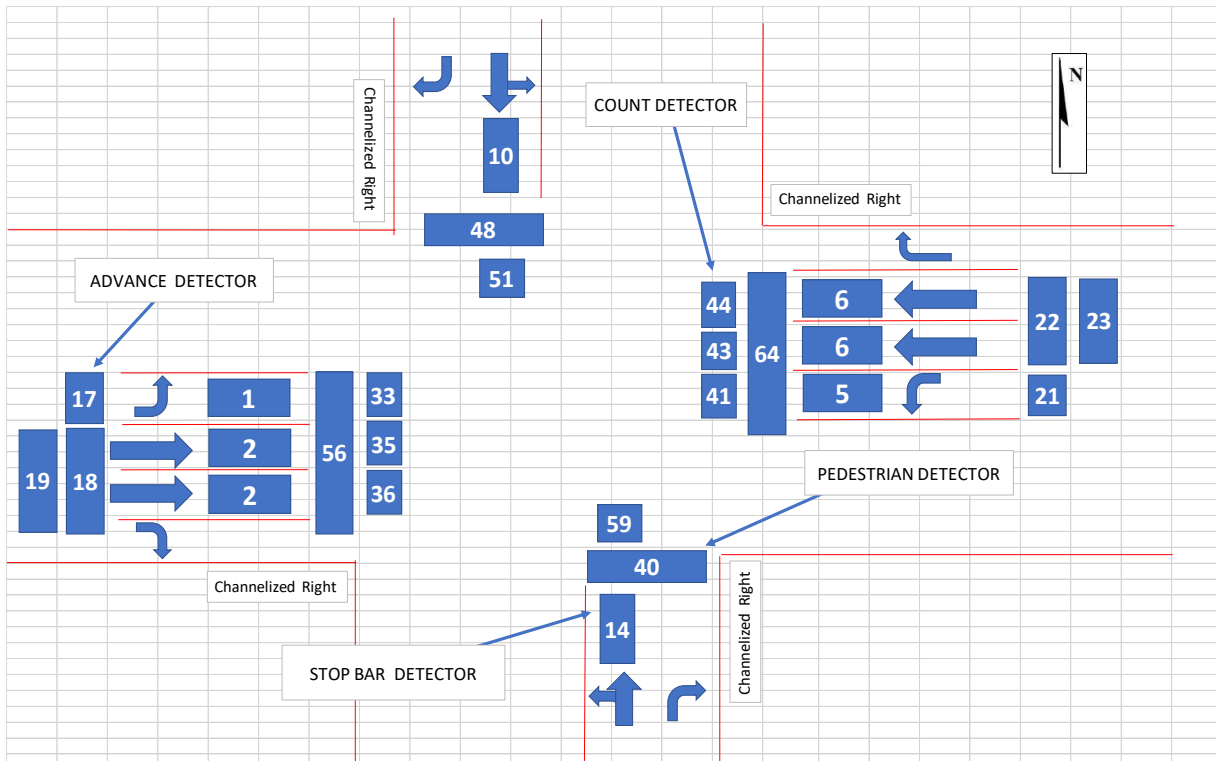 N
COUNT DETECTOR
Channelized Right
10
Channelized Right
48
ADVANCE DETECTOR
51
44
6
22
23
43
64
6
41
5
21
17
1
33
19
18
2
56
35
2
36
PEDESTRIAN DETECTOR
59
40
Channelized Right
Channelized Right
14
STOP BAR DETECTOR